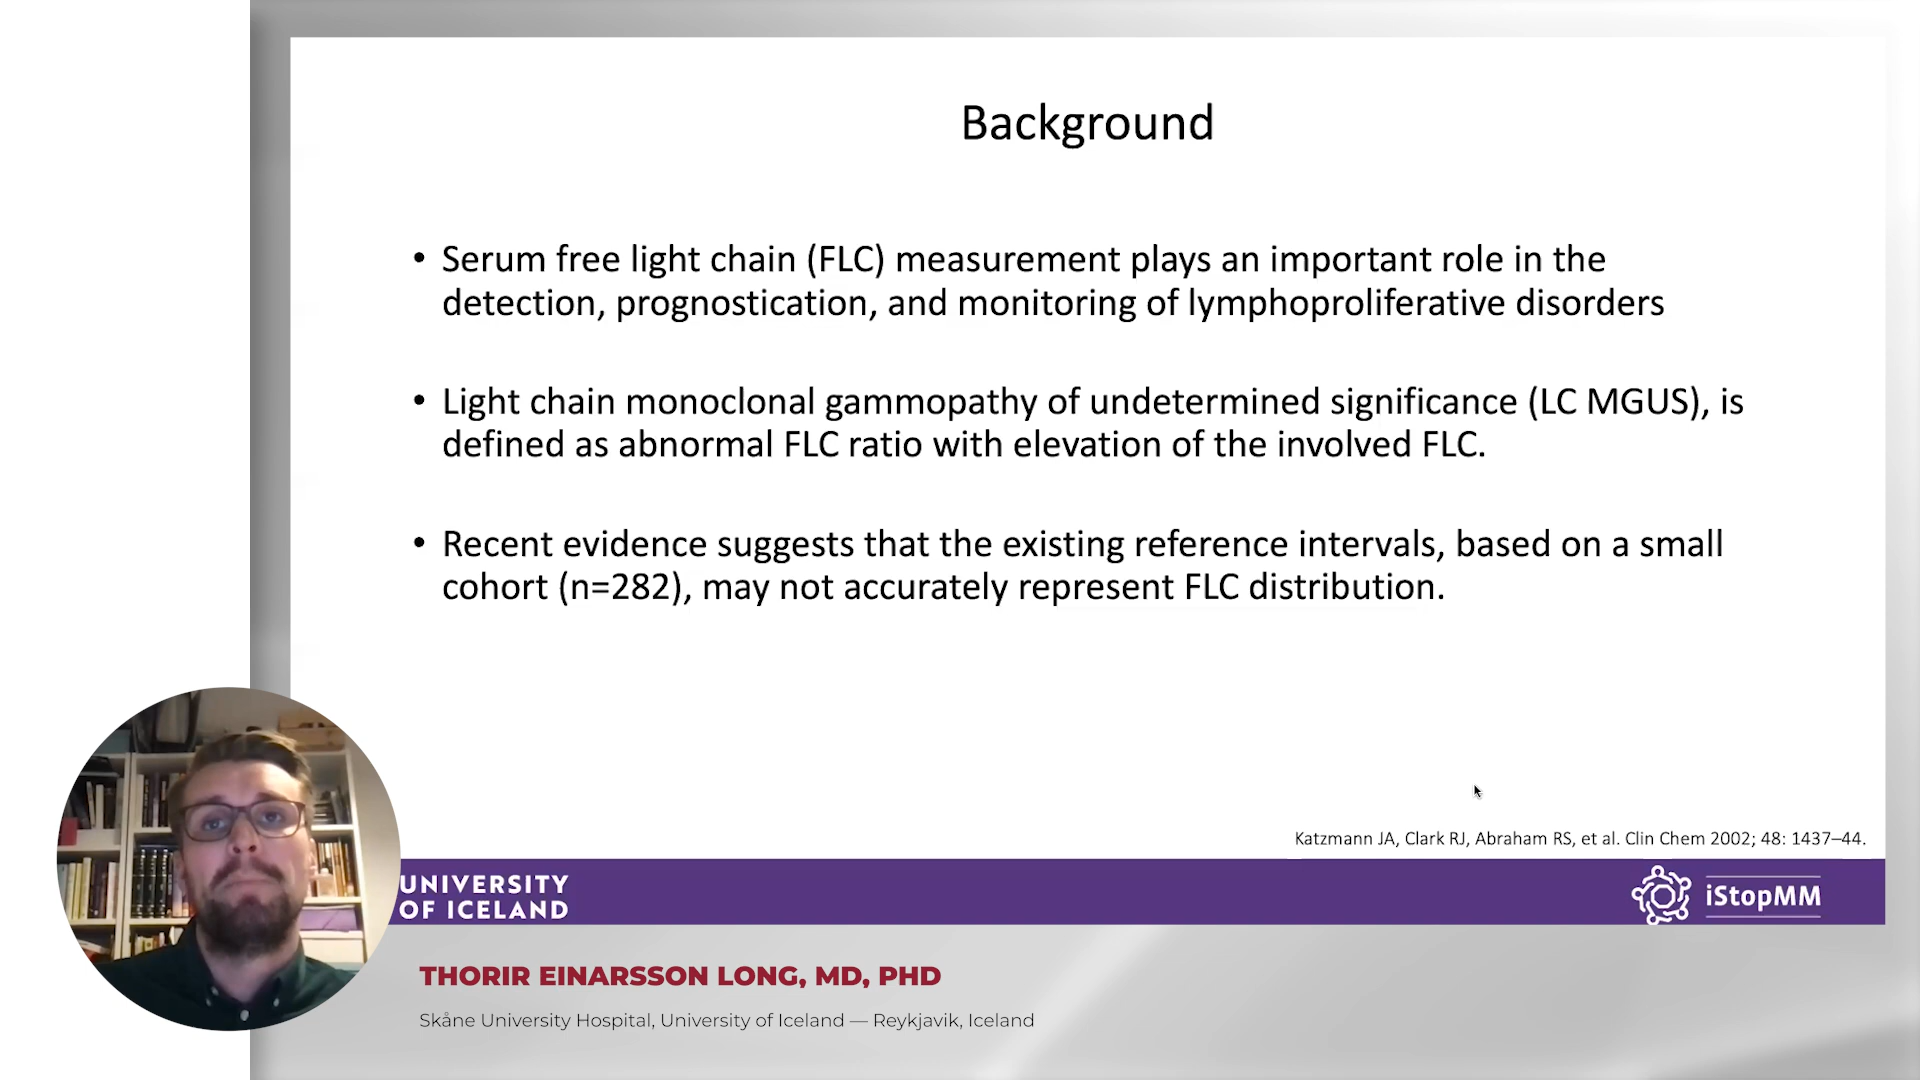 Background
• Serum free light chain (FLC) measurement plays an important role in the
detection, prognostication, and monitoring of lymphoproliferative disorders
• Light chain monoclonal gammopathy of undetermined significance (LC MGUS), is
defined as abnormal FLC ratio with elevation of the involved FLC.
• Recent evidence suggests that the existing reference intervals, based on a small
cohort (n=282), may not accurately represent FLC distribution.
Katzmann JA, Clark RJ, Abraham RS, et al. Clin Chem 2002; 48: 1437–44.
UNIVERSITY
OF ICELAND
iStopMM
THORIR EINARSSON LONG, MD, PHD
Skåne University Hospital, University of Iceland — Reykjavik, Iceland